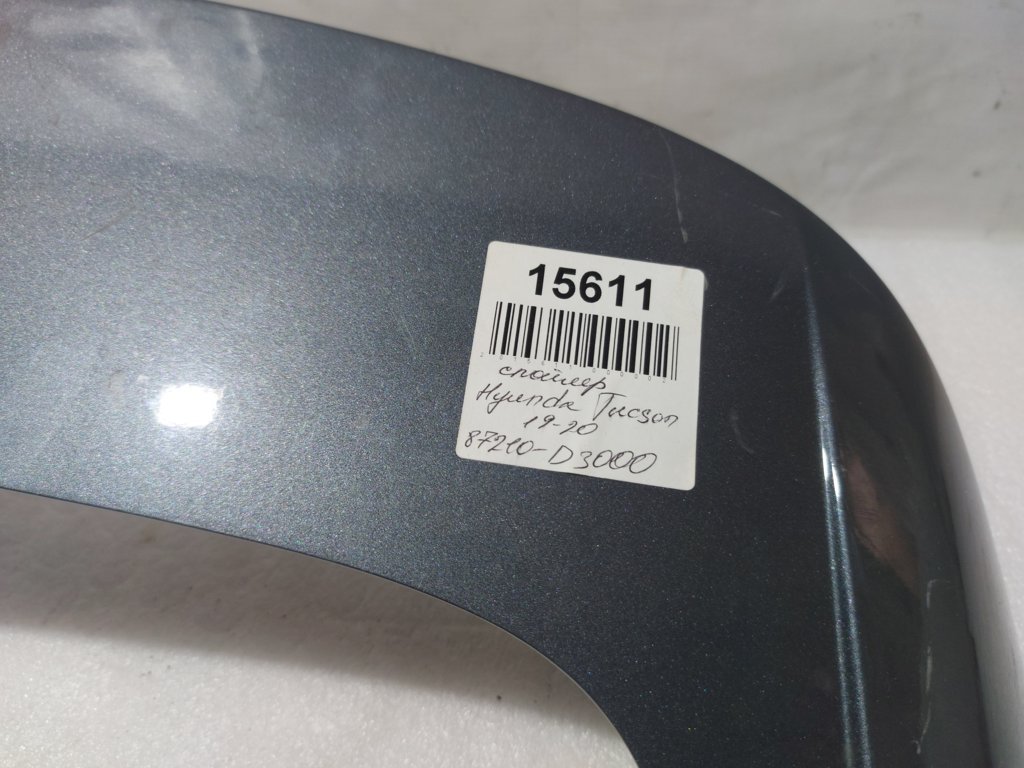 15611
спойлер
Hyunda Tucson
19-20
87210-D3000